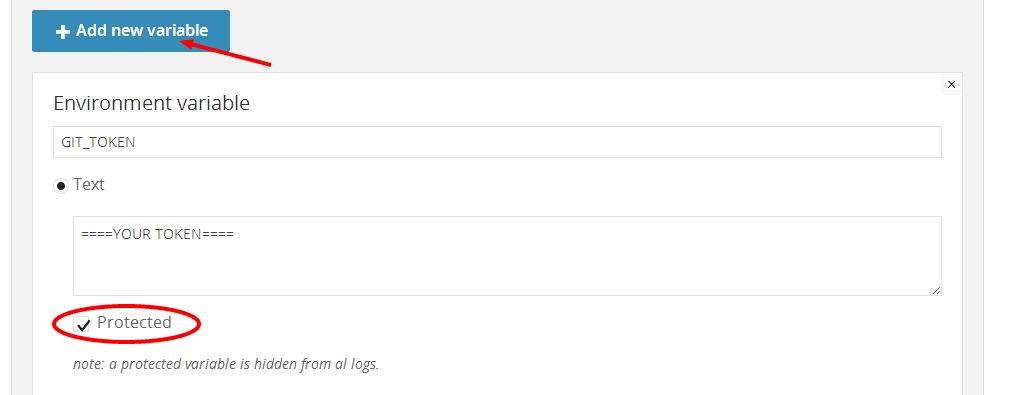 + Add new variable
×
Environment variable
GIT_TOKEN
Text
====YOUR TOKEN====
Protected
note: a protected variable is hidden from al logs.